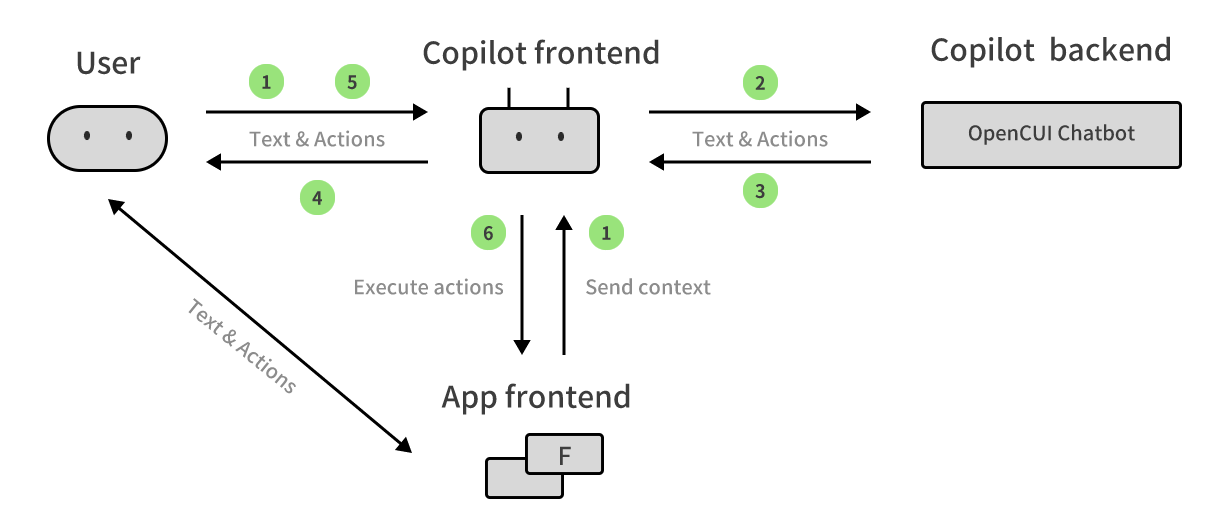 User
Copilot frontend
Copilot backend
1
5
2
Text & Actions
Text & Actions
OpenCUI Chatbot
4
3
6
1
Execute actions
Send context
Text & Actions
App frontend
F